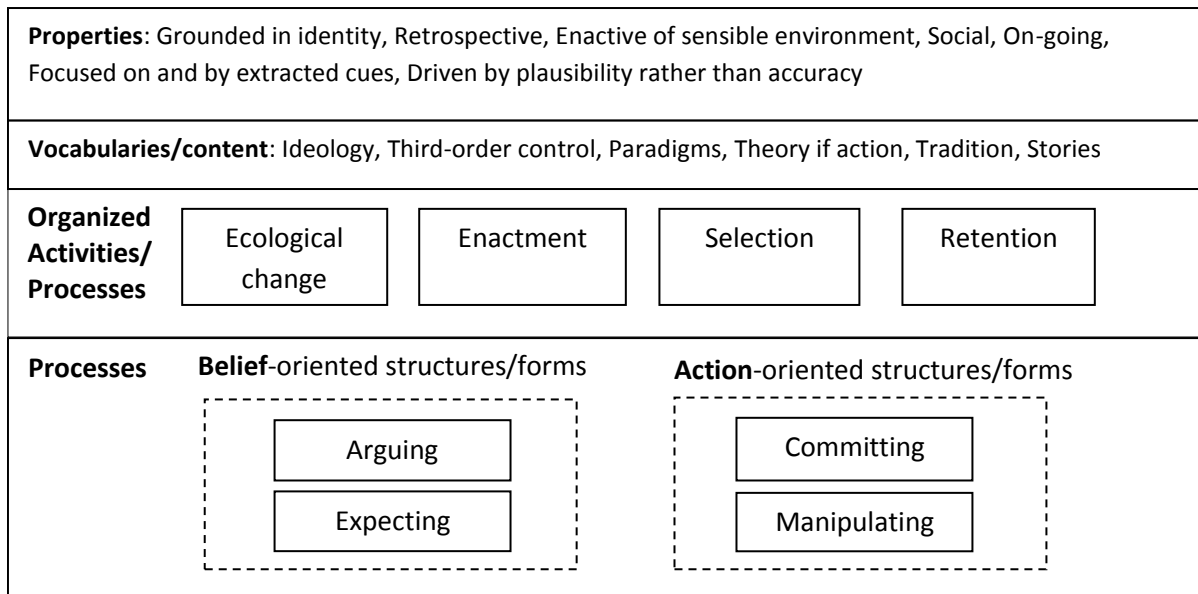 Properties: Grounded in identity, Retrospective, Enactive of sensible environment, Social, On-going,
Focused on and by extracted cues, Driven by plausibility rather than accuracy
Vocabularies/content: Ideology, Third-order control, Paradigms, Theory if action, Tradition, Stories
Organized
Activities/
Processes
Ecological
change
Enactment
Selection
Retention
Processes
Belief-oriented structures/forms
Arguing
Expecting
Action-oriented structures/forms
Committing
Manipulating